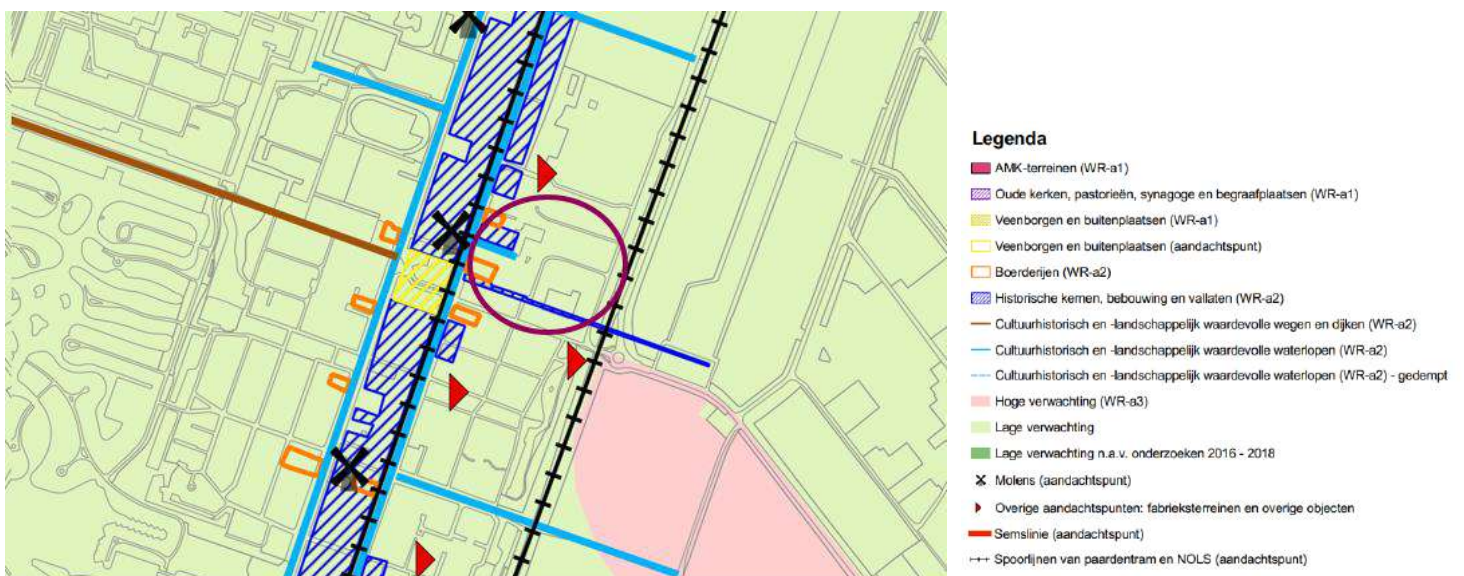 Legenda
AMK-terreinen (WR-a1)
Oude kerken, pastorieën, synagoge en begraafplaatsen (WR-a1)
Veenborgen en buitenplaatsen (WR-a1)
Veenborgen en buitenplaatsen (aandachtspunt)
Boerderijen (WR-a2)
Historische kernen, bebouwing en vallaten (WR-a2)
Cultuurhistorisch en -landschappelijk waardevolle wegen en dijken (WR-a2)
Cultuurhistorisch en -landschappelijk waardevolle waterlopen (WR-a2)
Cultuurhistorisch en -landschappelijk waardevolle waterlopen (WR-a2) - gedempt
Hoge verwachting (WR-a3)
Lage verwachting
Lage verwachting n.a.v. onderzoeken 2016 - 2018
Molens (aandachtspunt)
Overige aandachtspunten: fabrieksterreinen en overige objecten
Semslinie (aandachtspunt)
Spoorlijnen van paardentram en NOLS (aandachtspunt)